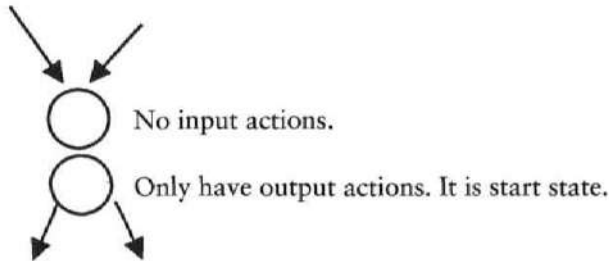 No input actions.
Only have output actions. It is start state.